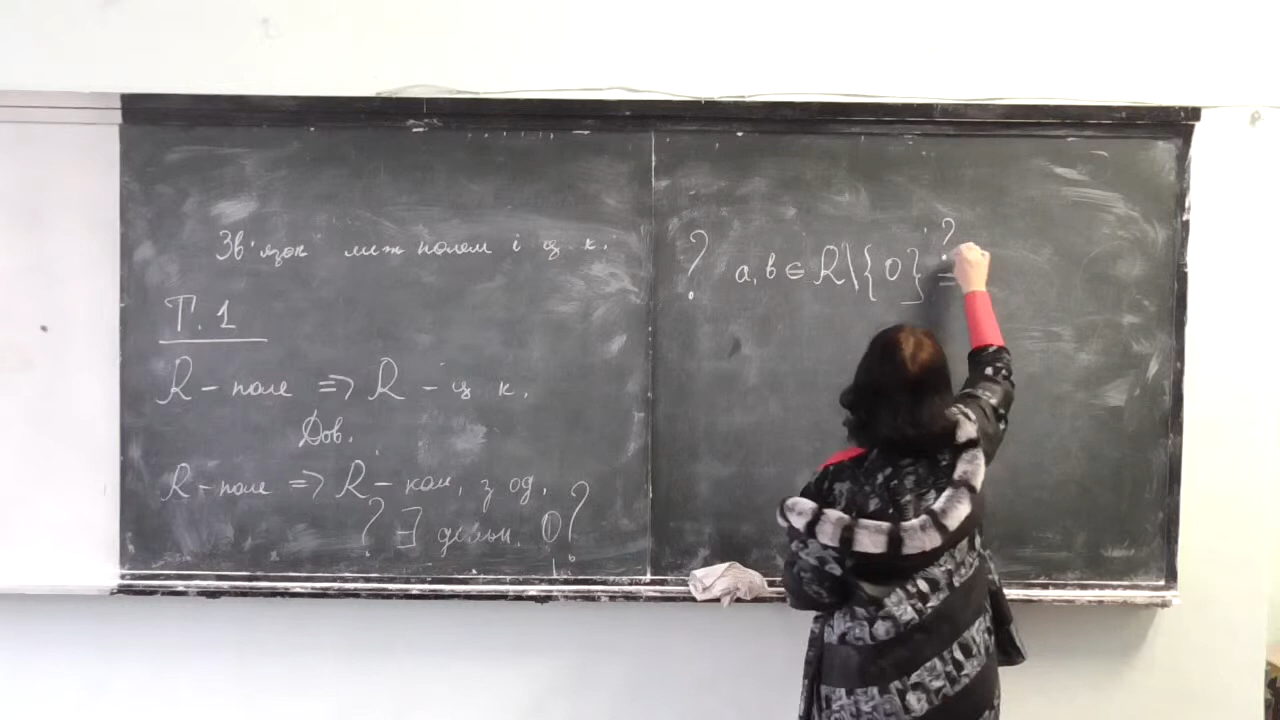 Зв'язок між полем і ц к.
Т. 1
R - поле => R - ц к.
Дов.
R - поле => R - ком, з од.
? ∃ дільн. 0 ?
? a, b ∈ R\{0} =
?